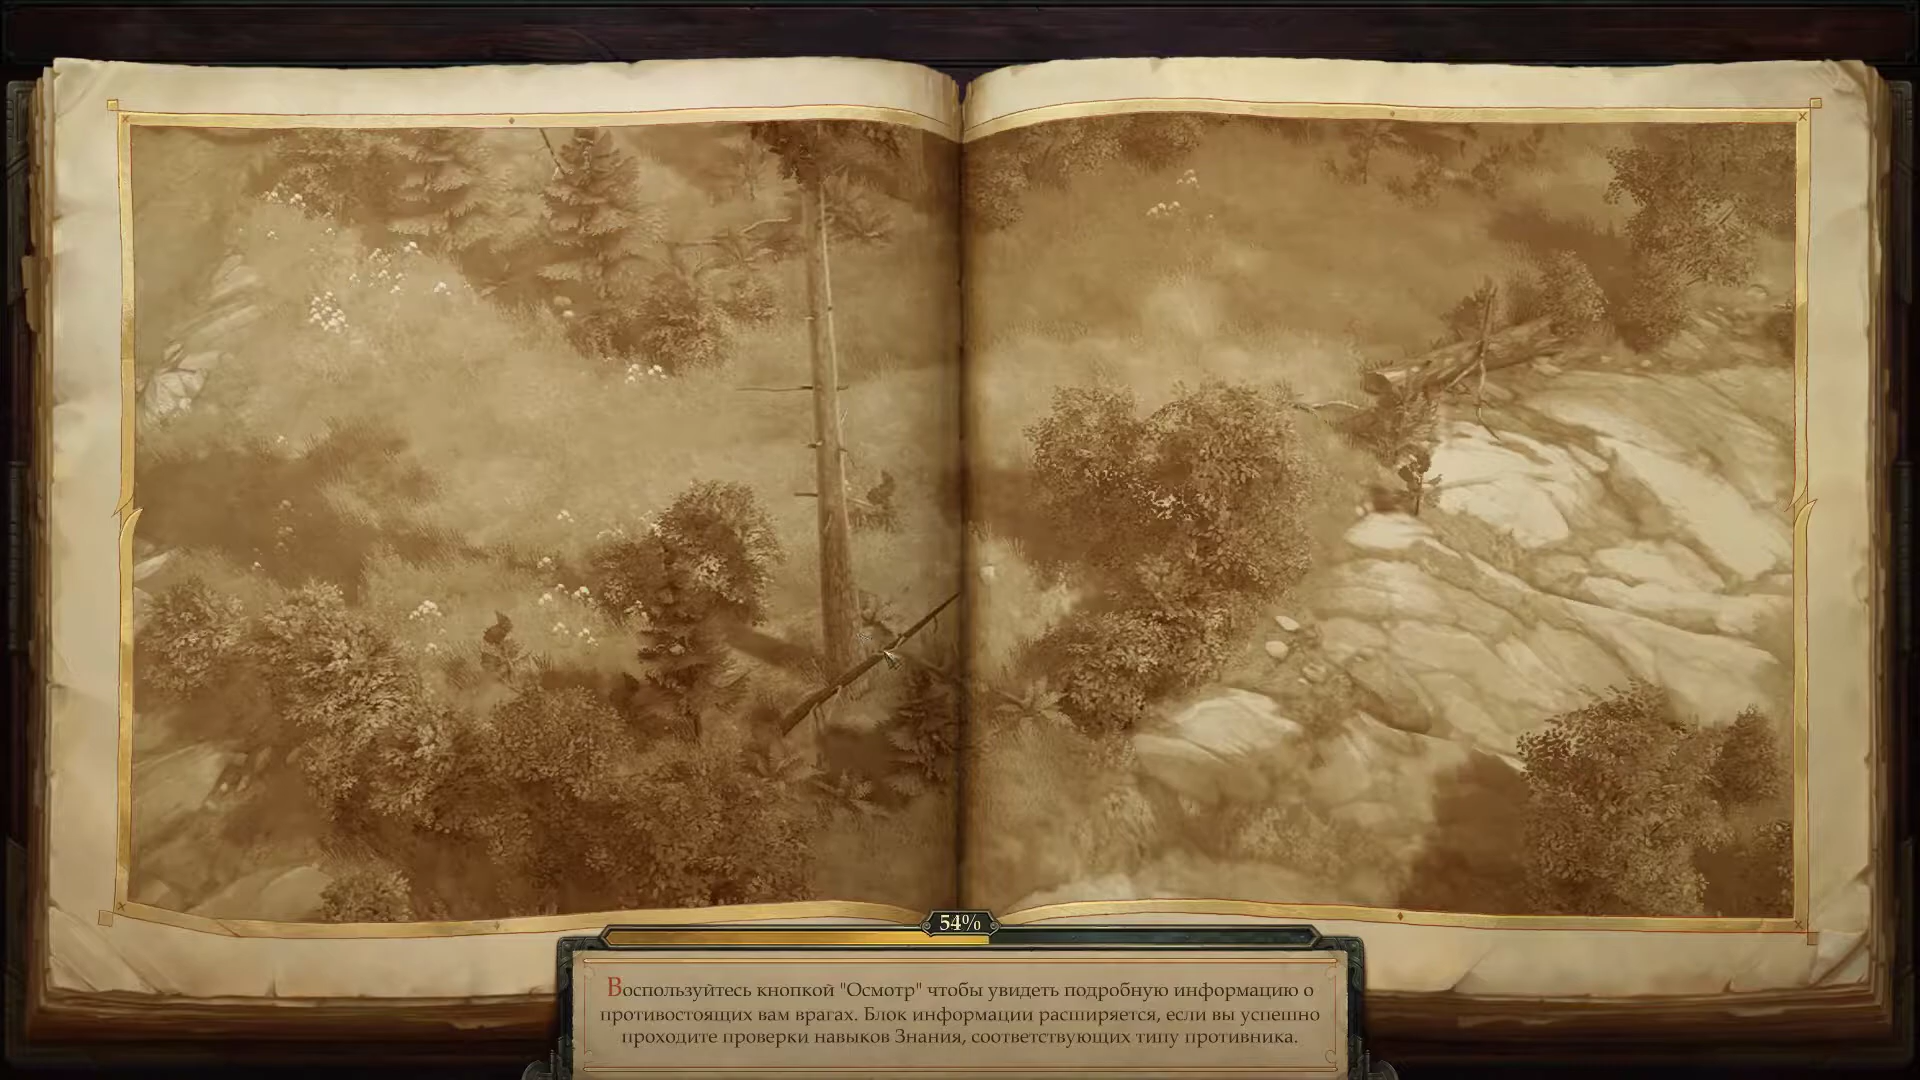 54%
Воспользуйтесь кнопкой "Осмотр" чтобы увидеть подробную информацию о
противостоящих вам врагах. Блок информации расширяется, если вы успешно
проходите проверки навыков Знания, соответствующих типу противника.